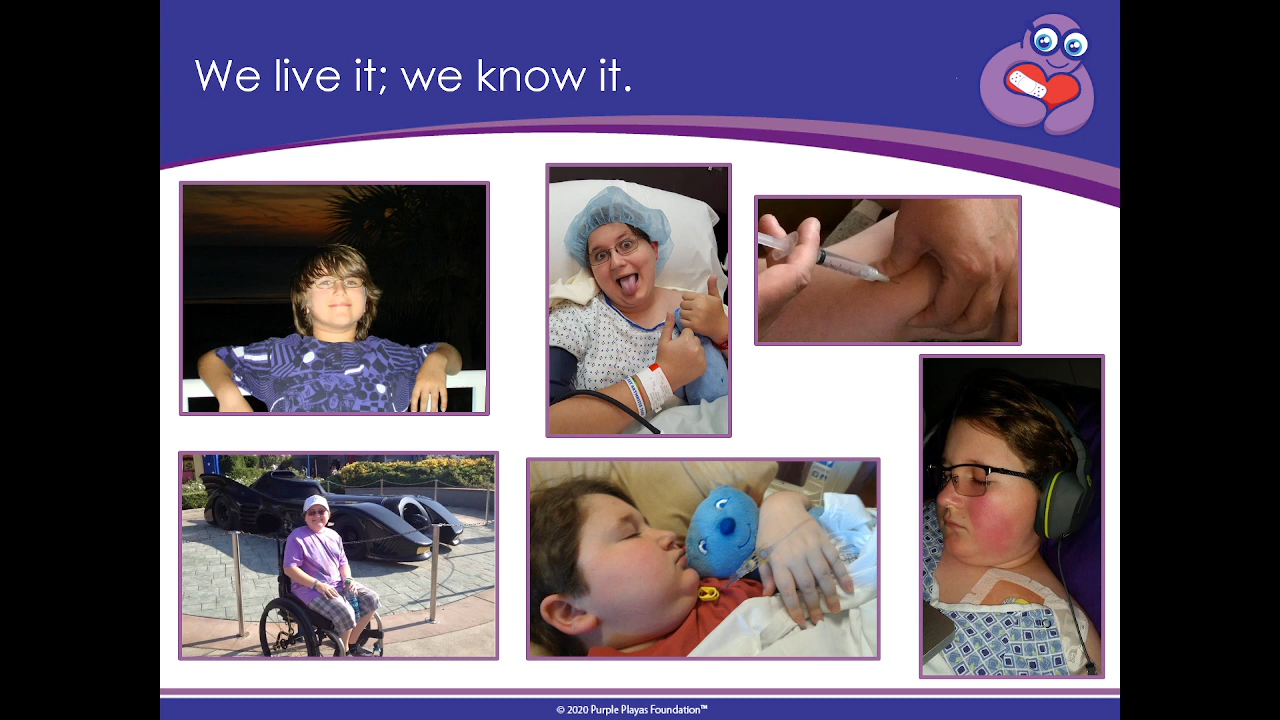 We live it; we know it.
© 2020 Purple Playas Foundation™